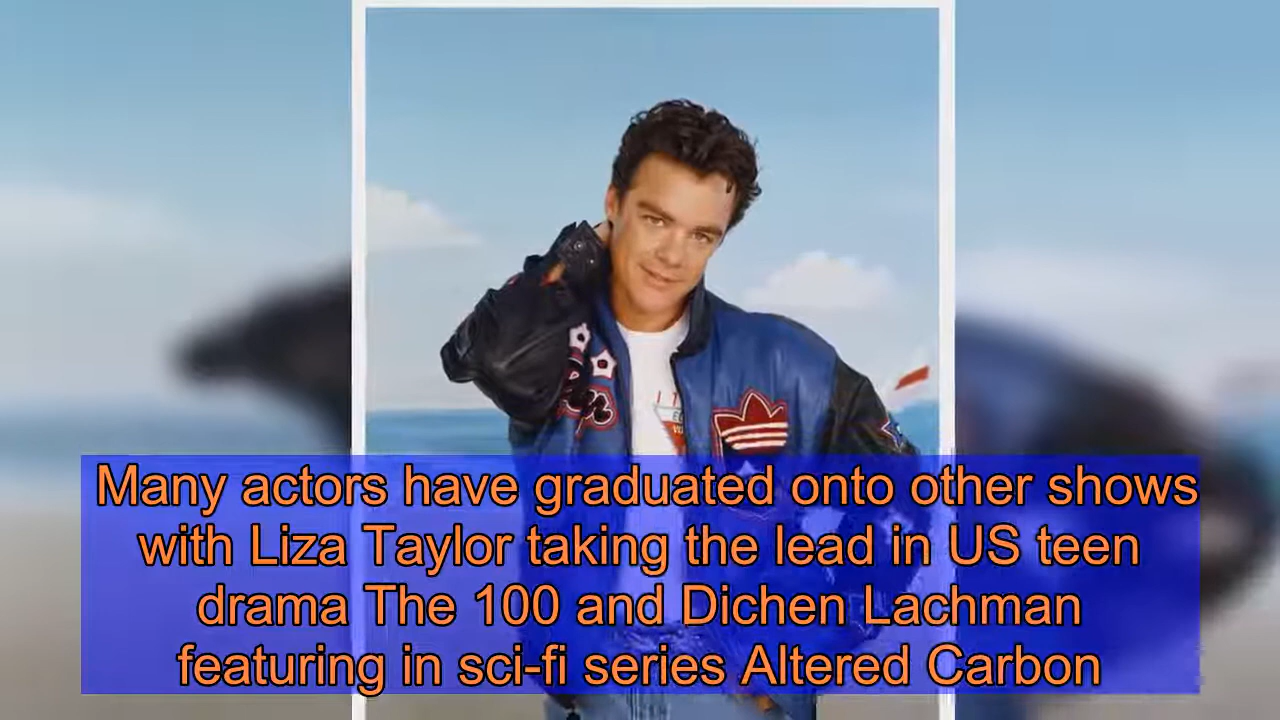 Many actors have graduated onto other shows
with Liza Taylor taking the lead in US teen
drama The 100 and Dichen Lachman
featuring in sci-fi series Altered Carbon